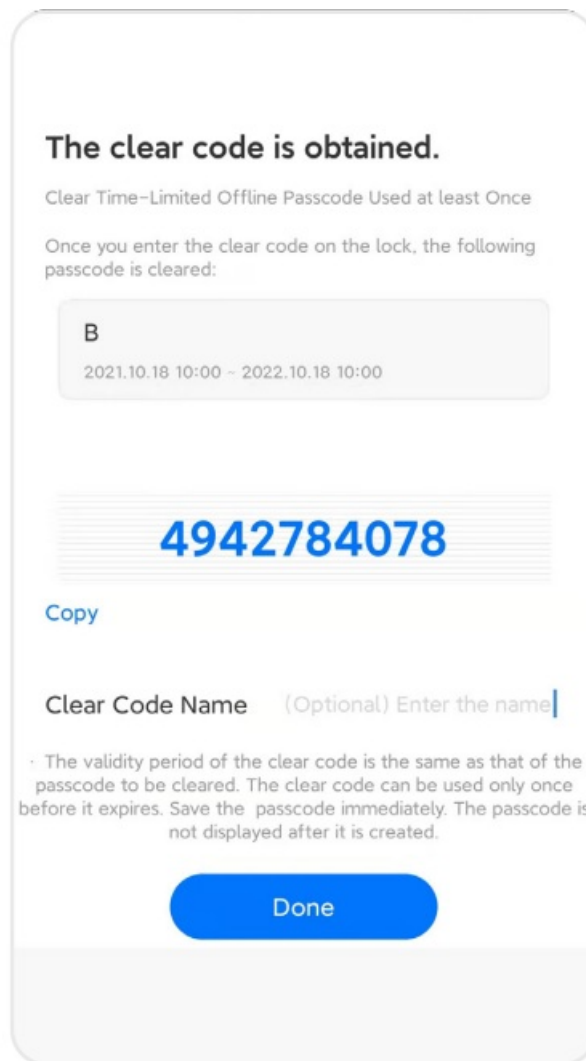 The clear code is obtained.
Clear Time-Limited Offline Passcode Used at least Once
Once you enter the clear code on the lock, the following
passcode is cleared:
B
2021.10.18 10:00 ~ 2022.10.18 10:00
4942784078
Copy
Clear Code Name (Optional) Enter the name
· The validity period of the clear code is the same as that of the
passcode to be cleared. The clear code can be used only once
before it expires. Save the passcode immediately. The passcode is
not displayed after it is created.
Done